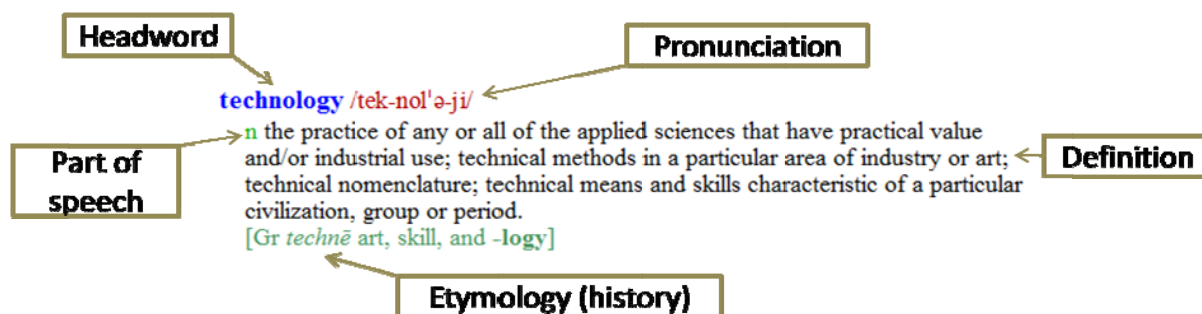 Headword
Pronunciation
technology /tek-nol'ə-ji/
n the practice of any or all of the applied sciences that have practical value
and/or industrial use; technical methods in a particular area of industry or art;
technical nomenclature; technical means and skills characteristic of a particular
civilization, group or period.
[Gr technē art, skill, and -logy]
Part of
speech
Definition
Etymology (history)